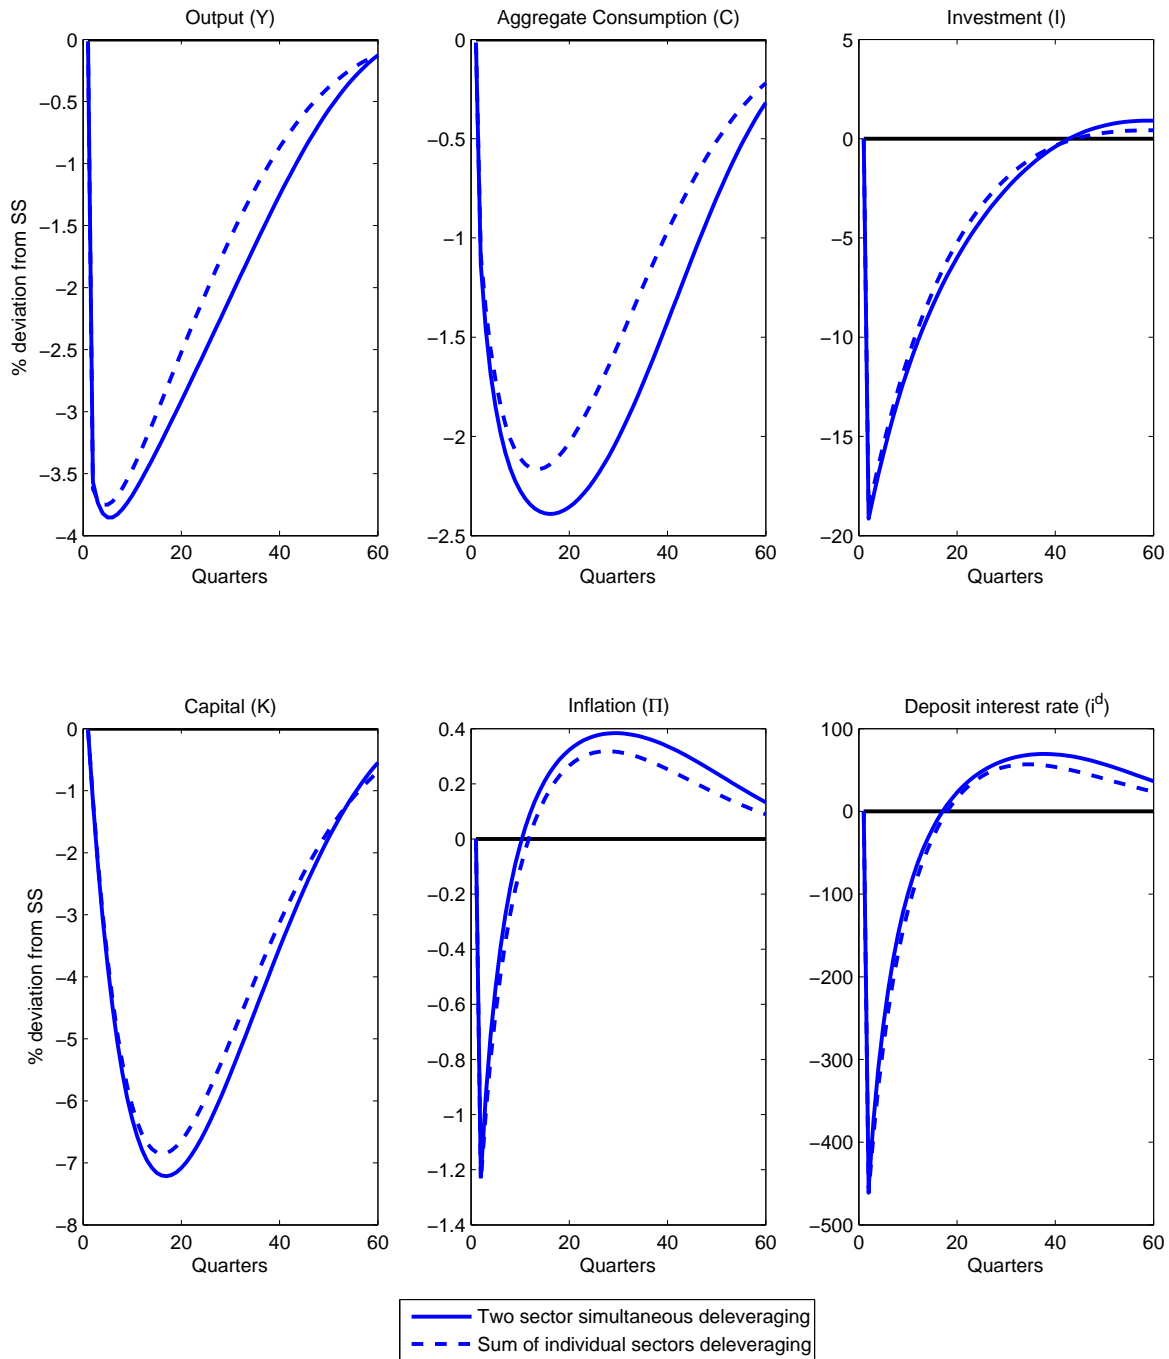 Output (Y)
Aggregate Consumption (C)
Investment (I)
% deviation from SS
0
−0.5
−1
−1.5
−2
−2.5
−3
−3.5
−4
0 20 40 60
Quarters
0
−0.5
−1
−1.5
−2
−2.5
0 20 40 60
Quarters
5
0
−5
−10
−15
−20
0 20 40 60
Quarters
Capital (K)
Inflation (Π)
Deposit interest rate (i^d)
% deviation from SS
0
−1
−2
−3
−4
−5
−6
−7
−8
0 20 40 60
Quarters
0.4
0.2
0
−0.2
−0.4
−0.6
−0.8
−1
−1.2
−1.4
0 20 40 60
Quarters
100
0
−100
−200
−300
−400
−500
0 20 40 60
Quarters
Two sector simultaneous deleveraging
Sum of individual sectors deleveraging